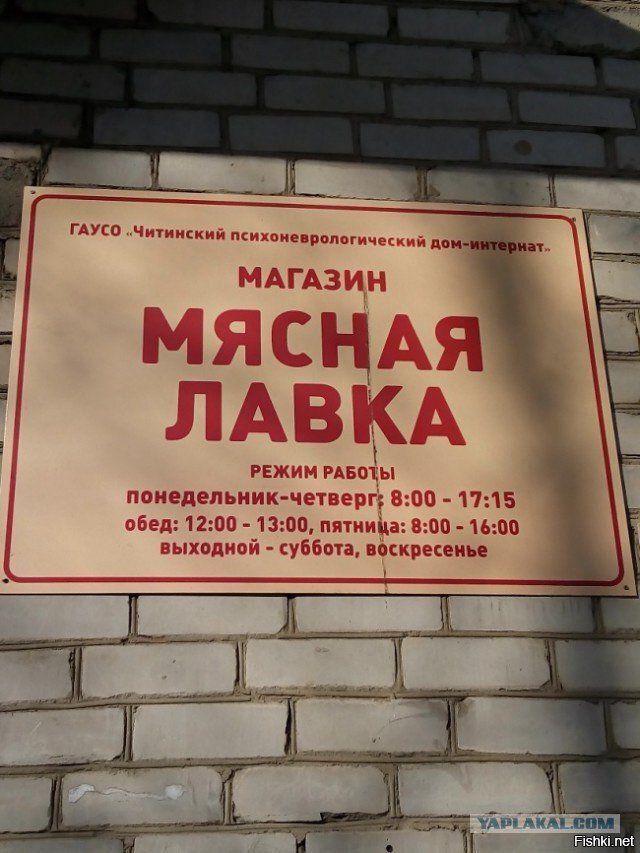 ГАУСО «Читинский психоневрологический дом-интернат»
МАГАЗИН
МЯСНАЯ
ЛАВКА
РЕЖИМ РАБОТЫ
понедельник-четверг: 8:00 - 17:15
обед: 12:00 - 13:00, пятница: 8:00 - 16:00
выходной - суббота, воскресенье
YAPLAKAL.COM
Fishki.net